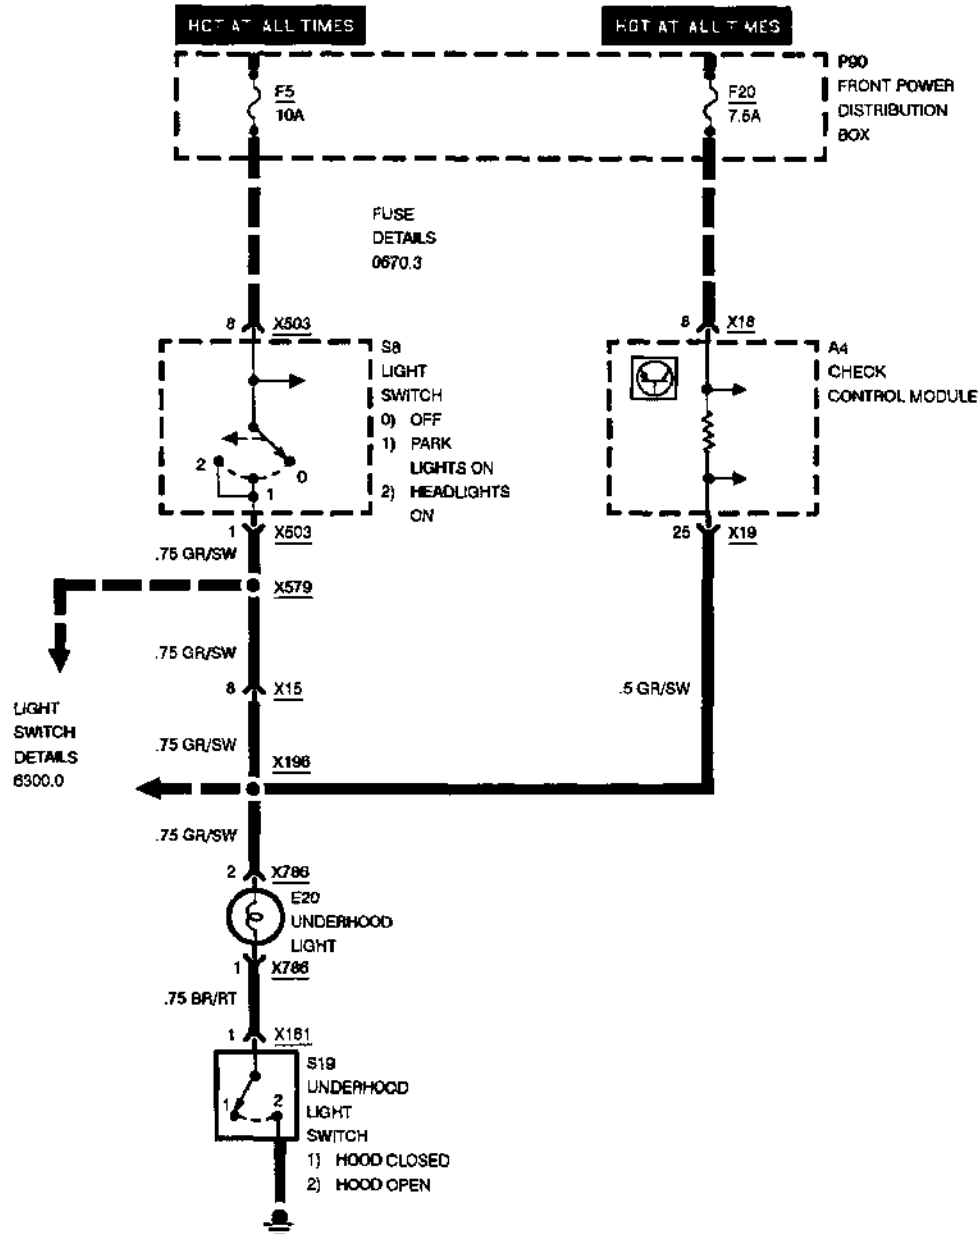 HOT AT ALL TIMES
HOT AT ALL TIMES
F5
10A
F20
7.5A
P90
FRONT POWER
DISTRIBUTION
BOX
FUSE
DETAILS
0670.3
8 X503
8 X18
S8
LIGHT
SWITCH
0) OFF
1) PARK
LIGHTS ON
2) HEADLIGHTS
ON
2
0
1
A4
CHECK
CONTROL MODULE
1 X503
25 X19
.75 GR/SW
X579
.75 GR/SW
8 X15
.5 GR/SW
LIGHT
SWITCH
DETAILS
6300.0
.75 GR/SW
X196
.75 GR/SW
2 X786
E20
UNDERHOOD
LIGHT
1 X786
.75 BR/RT
1 X161
S19
UNDERHOOD
LIGHT
SWITCH
1) HOOD CLOSED
2) HOOD OPEN
1 2